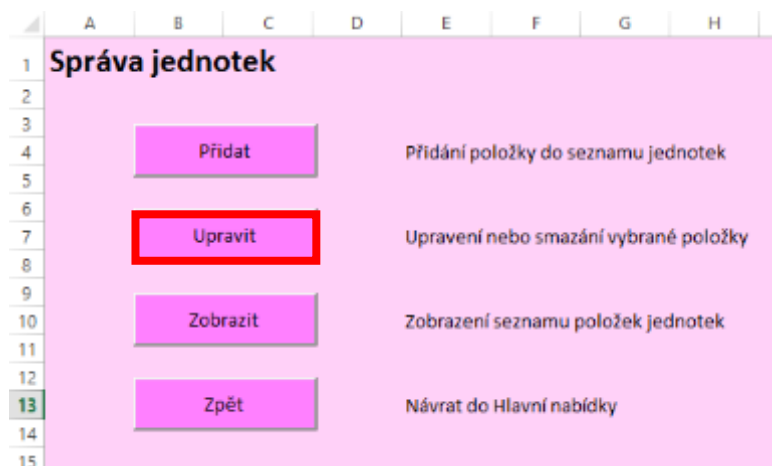 A B C D E F G H
1 Správa jednotek
2
3
4 Přidat Přidání položky do seznamu jednotek
5
6
7 Upravit Upravení nebo smazání vybrané položky
8
9
10 Zobrazit Zobrazení seznamu položek jednotek
11
12
13 Zpět Návrat do Hlavní nabídky
14
15